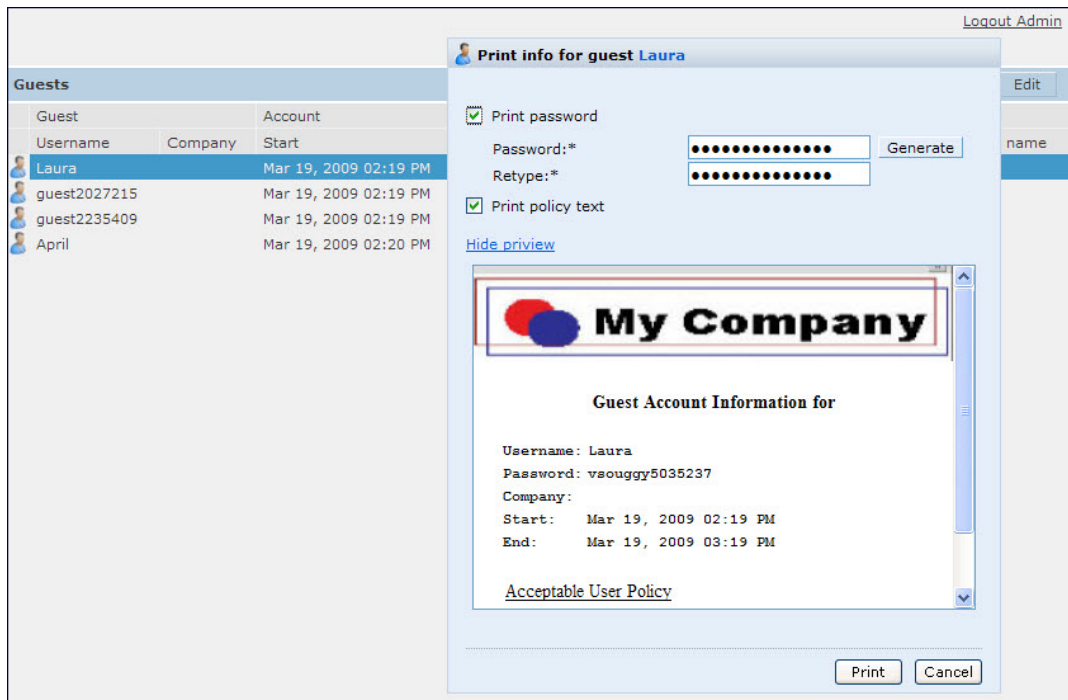 Logout Admin
Print info for guest Laura
Guests
Edit
Guest Account
Username Company Start name
Laura Mar 19, 2009 02:19 PM
guest2027215 Mar 19, 2009 02:19 PM
guest2235409 Mar 19, 2009 02:19 PM
April Mar 19, 2009 02:20 PM
Print password
Password:* ●●●●●●●●●●●●●● Generate
Retype:* ●●●●●●●●●●●●●●
Print policy text
Hide priview
My Company
Guest Account Information for
Username: Laura
Password: vsouggy5035237
Company:
Start: Mar 19, 2009 02:19 PM
End: Mar 19, 2009 03:19 PM
Acceptable User Policy
Print Cancel